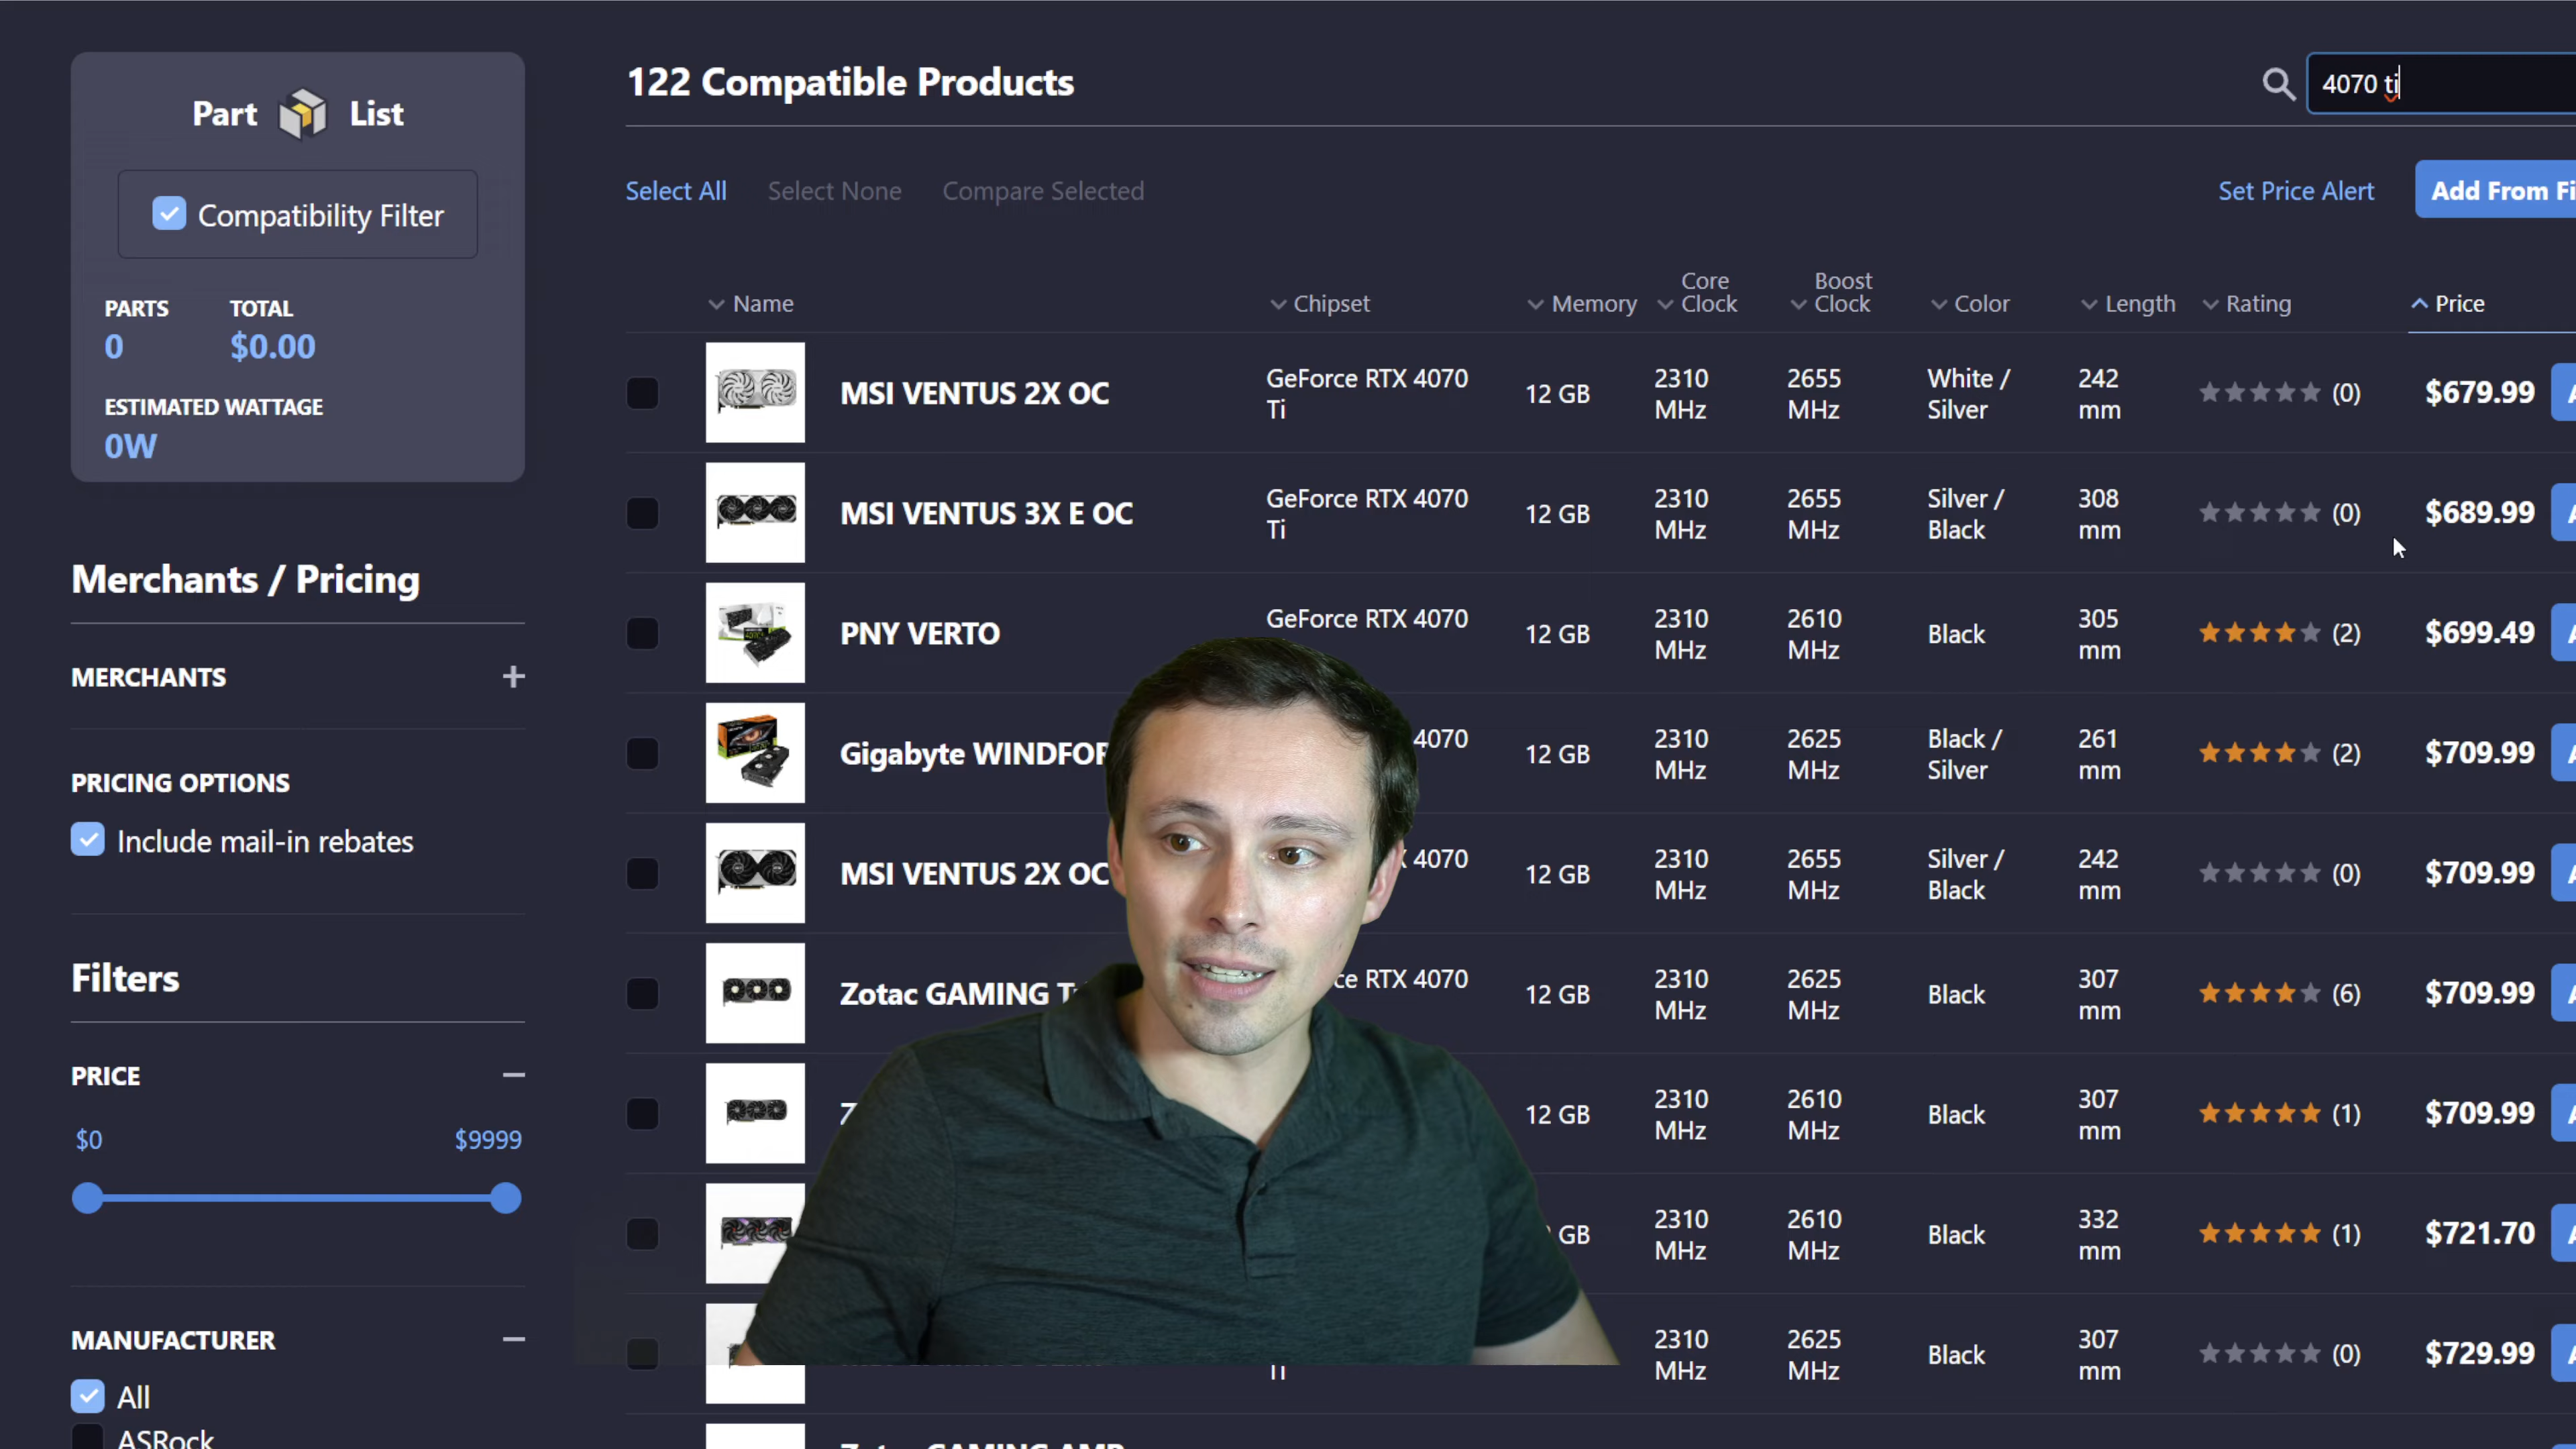 Part List
Compatibility Filter
PARTS TOTAL
0 $0.00
ESTIMATED WATTAGE
0W
Merchants / Pricing
MERCHANTS
PRICING OPTIONS
Include mail-in rebates
Filters
PRICE
$0 $9999
MANUFACTURER
All
ASRock
122 Compatible Products
4070 ti
Select All Select None Compare Selected Set Price Alert Add From
Name Chipset Memory Core Clock Boost Clock Color Length Rating Price
MSI VENTUS 2X OC GeForce RTX 4070 Ti 12 GB 2310 MHz 2655 MHz White / Silver 242 mm (0) $679.99
MSI VENTUS 3X E OC GeForce RTX 4070 Ti 12 GB 2310 MHz 2655 MHz Silver / Black 308 mm (0) $689.99
PNY VERTO GeForce RTX 4070 12 GB 2310 MHz 2610 MHz Black 305 mm (2) $699.49
Gigabyte 4070 12 GB 2310 MHz 2625 MHz Black / Silver 261 mm (2) $709.99
MSI VENTUS 2X OC 4070 12 GB 2310 MHz 2655 MHz Silver / Black 242 mm (0) $709.99
Zotac GAMING RTX 4070 12 GB 2310 MHz 2625 MHz Black 307 mm (6) $709.99
12 GB 2310 MHz 2610 MHz Black 307 mm (1) $709.99
GB 2310 MHz 2610 MHz Black 332 mm (1) $721.70
2310 MHz 2625 MHz Black 307 mm (0) $729.99